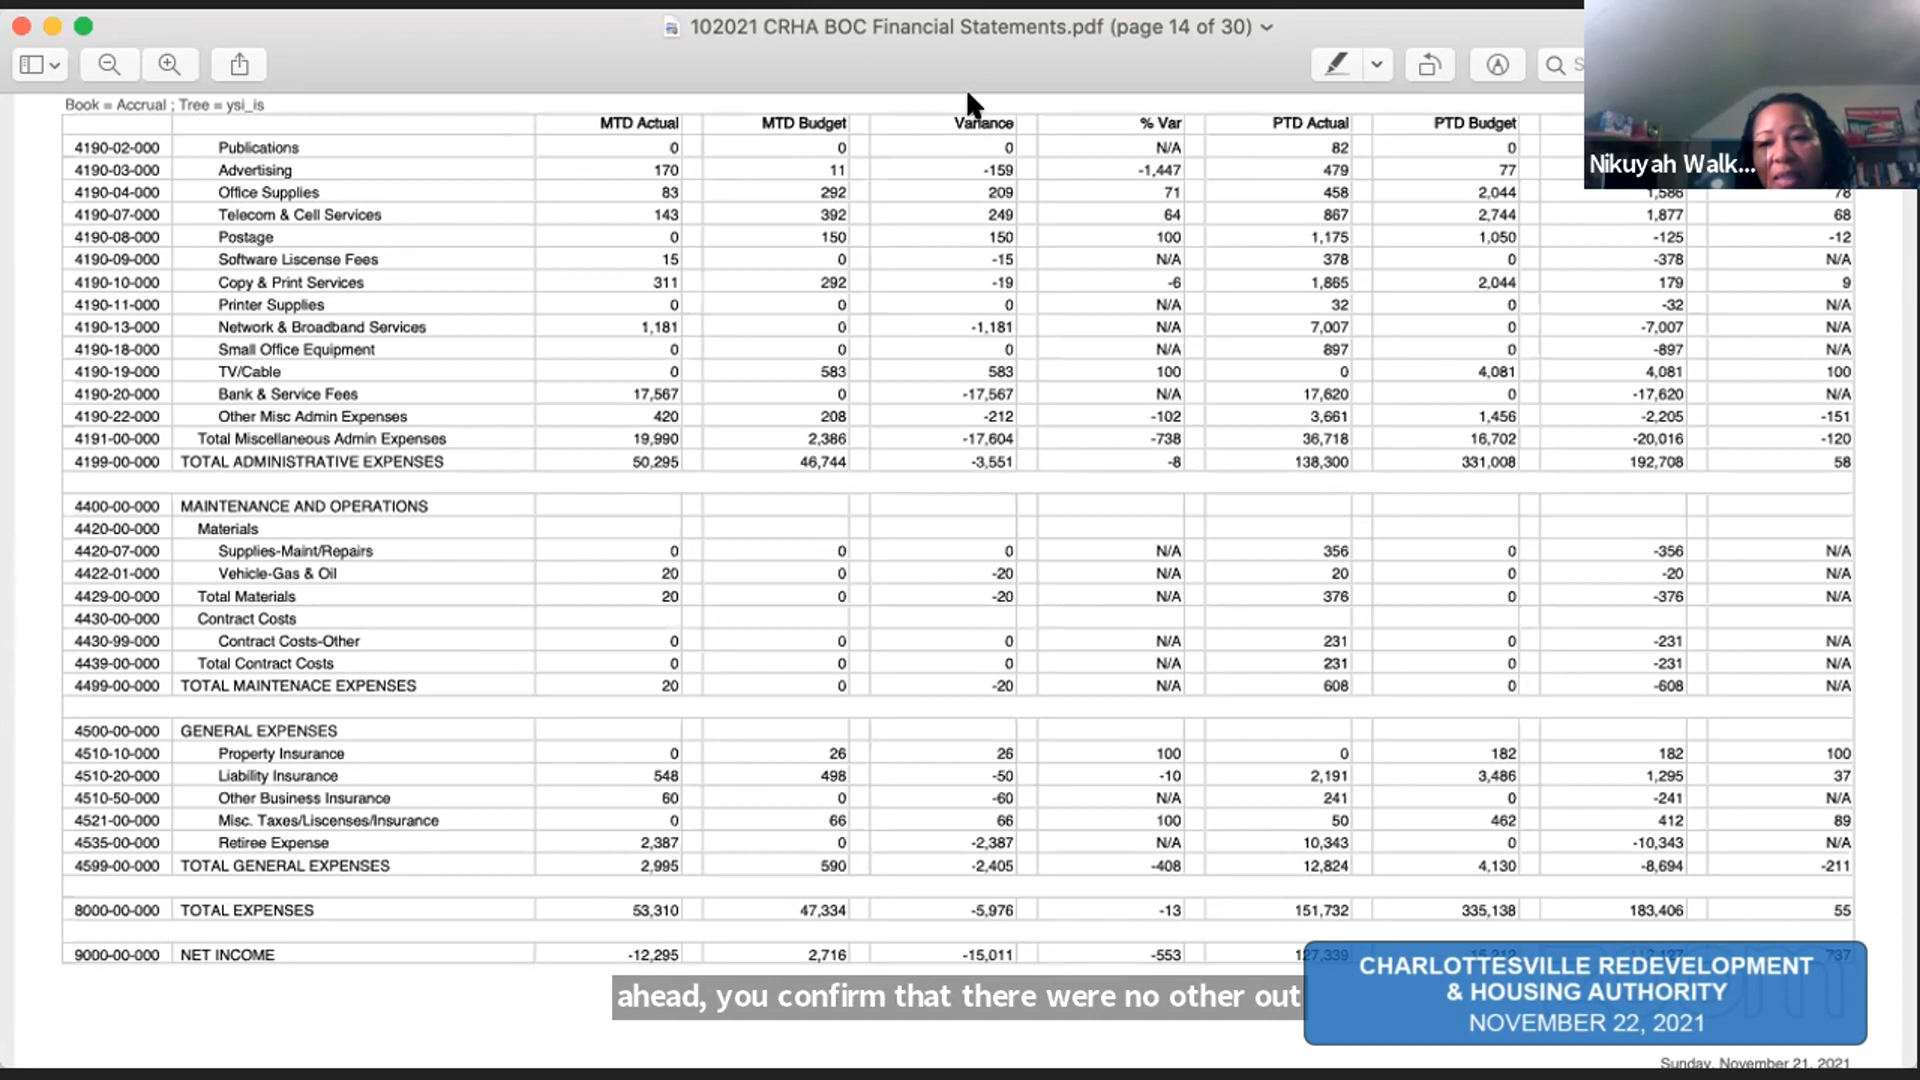 102021 CRHA BOC Financial Statements.pdf (page 14 of 30)
Nikuyah Walk...
Book = Accrual ; Tree = ysi_is
MTD Actual MTD Budget Variance % Var PTD Actual PTD Budget
4190-02-000 Publications 0 0 0 N/A 82 0
4190-03-000 Advertising 170 11 -159 -1,447 479 77
4190-04-000 Office Supplies 83 292 209 71 458 2,044 1,586 78
4190-07-000 Telecom & Cell Services 143 392 249 64 867 2,744 1,877 68
4190-08-000 Postage 0 150 150 100 1,175 1,050 -125 -12
4190-09-000 Software Liscense Fees 15 0 -15 N/A 378 0 -378 N/A
4190-10-000 Copy & Print Services 311 292 -19 -6 1,865 2,044 179 9
4190-11-000 Printer Supplies 0 0 0 N/A 32 0 -32 N/A
4190-13-000 Network & Broadband Services 1,181 0 -1,181 N/A 7,007 0 -7,007 N/A
4190-18-000 Small Office Equipment 0 0 0 N/A 897 0 -897 N/A
4190-19-000 TV/Cable 0 583 583 100 0 4,081 4,081 100
4190-20-000 Bank & Service Fees 17,567 0 -17,567 N/A 17,620 0 -17,620 N/A
4190-22-000 Other Misc Admin Expenses 420 208 -212 -102 3,661 1,456 -2,205 -151
4191-00-000 Total Miscellaneous Admin Expenses 19,990 2,386 -17,604 -738 36,718 16,702 -20,016 -120
4199-00-000 TOTAL ADMINISTRATIVE EXPENSES 50,295 46,744 -3,551 -8 138,300 331,008 192,708 58
4400-00-000 MAINTENANCE AND OPERATIONS
4420-00-000 Materials
4420-07-000 Supplies-Maint/Repairs 0 0 0 N/A 356 0 -356 N/A
4422-01-000 Vehicle-Gas & Oil 20 0 -20 N/A 20 0 -20 N/A
4429-00-000 Total Materials 20 0 -20 N/A 376 0 -376 N/A
4430-00-000 Contract Costs
4430-99-000 Contract Costs-Other 0 0 0 N/A 231 0 -231 N/A
4439-00-000 Total Contract Costs 0 0 0 N/A 231 0 -231 N/A
4499-00-000 TOTAL MAINTENACE EXPENSES 20 0 -20 N/A 608 0 -608 N/A
4500-00-000 GENERAL EXPENSES
4510-10-000 Property Insurance 0 26 26 100 0 182 182 100
4510-20-000 Liability Insurance 548 498 -50 -10 2,191 3,486 1,295 37
4510-50-000 Other Business Insurance 60 0 -60 N/A 241 0 -241 N/A
4521-00-000 Misc. Taxes/Liscenses/Insurance 0 66 66 100 50 462 412 89
4535-00-000 Retiree Expense 2,387 0 -2,387 N/A 10,343 0 -10,343 N/A
4599-00-000 TOTAL GENERAL EXPENSES 2,995 590 -2,405 -408 12,824 4,130 -8,694 -211
8000-00-000 TOTAL EXPENSES 53,310 47,334 -5,976 -13 151,732 335,138 183,406 55
9000-00-000 NET INCOME -12,295 2,716 -15,011 -553 127,339 737
ahead, you confirm that there were no other out
CHARLOTTESVILLE REDEVELOPMENT
& HOUSING AUTHORITY
NOVEMBER 22, 2021
Sunday, November 21, 2021